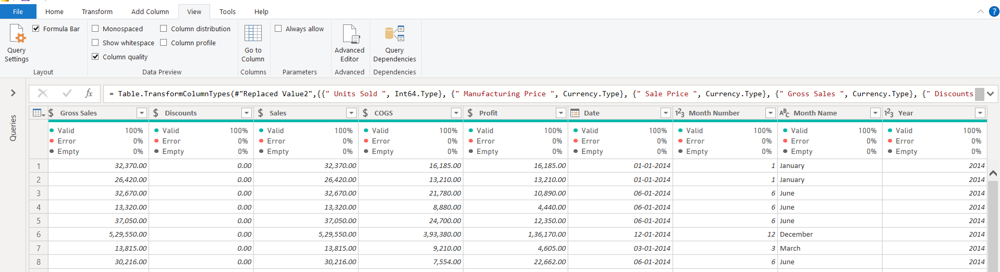 File Home Transform Add Column View Tools Help ?
Formula Bar Monospaced Column distribution Always allow
Show whitespace Column profile
Query Settings Column quality Go to Column Advanced Editor Query Dependencies
Layout Data Preview Columns Parameters Advanced Dependencies
fx = Table.TransformColumnTypes(#"Replaced Value2",{{" Units Sold ", Int64.Type}, {" Manufacturing Price ", Currency.Type}, {" Sale Price ", Currency.Type}, {" Gross Sales ", Currency.Type}, {" Discounts
Queries
$ Gross Sales $ Discounts $ Sales $ COGS $ Profit Date 123 Month Number ABC Month Name 123 Year
Valid 100% Valid 100% Valid 100% Valid 100% Valid 100% Valid 100% Valid 100% Valid 100% Valid 100%
Error 0% Error 0% Error 0% Error 0% Error 0% Error 0% Error 0% Error 0% Error 0%
Empty 0% Empty 0% Empty 0% Empty 0% Empty 0% Empty 0% Empty 0% Empty 0% Empty 0%
1 32,370.00 0.00 32,370.00 16,185.00 16,185.00 01-01-2014 1 January 2014
2 26,420.00 0.00 26,420.00 13,210.00 13,210.00 01-01-2014 1 January 2014
3 32,670.00 0.00 32,670.00 21,780.00 10,890.00 06-01-2014 6 June 2014
4 13,320.00 0.00 13,320.00 8,880.00 4,440.00 06-01-2014 6 June 2014
5 37,050.00 0.00 37,050.00 24,700.00 12,350.00 06-01-2014 6 June 2014
6 5,29,550.00 0.00 5,29,550.00 3,93,380.00 1,36,170.00 12-01-2014 12 December 2014
7 13,815.00 0.00 13,815.00 9,210.00 4,605.00 03-01-2014 3 March 2014
8 30,216.00 0.00 30,216.00 7,554.00 22,662.00 06-01-2014 6 June 2014